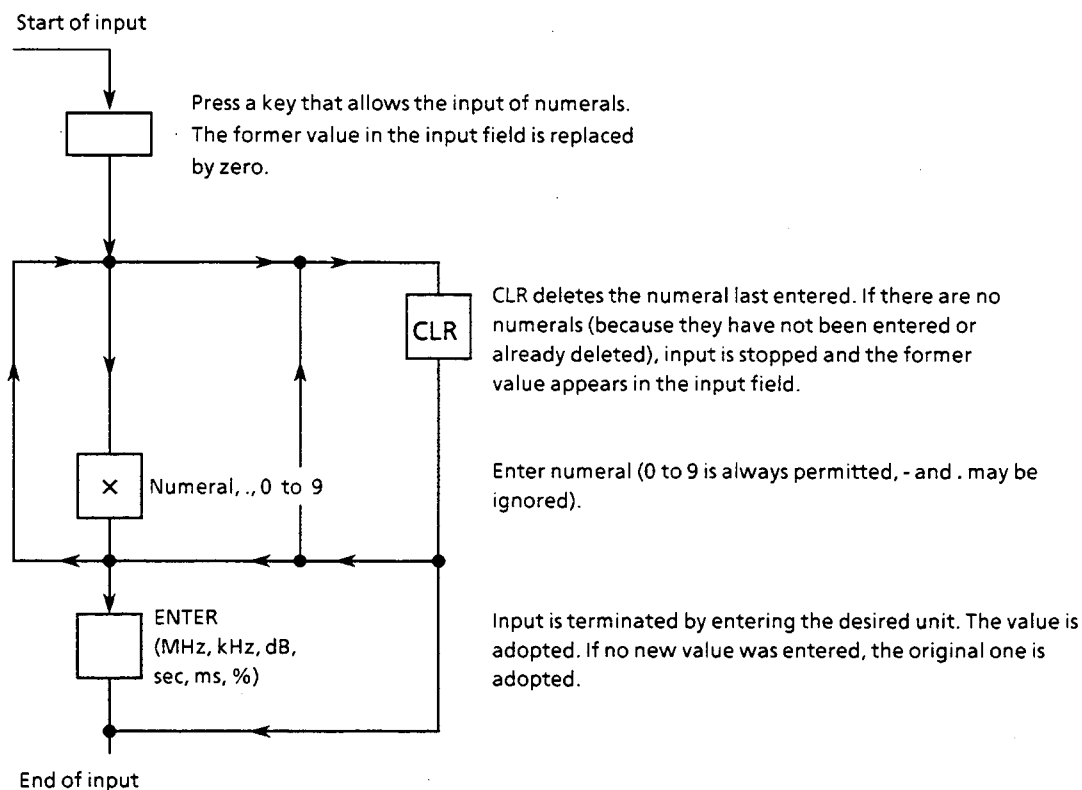 Start of input
Press a key that allows the input of numerals.
The former value in the input field is replaced
by zero.
CLR
CLR deletes the numeral last entered. If there are no
numerals (because they have not been entered or
already deleted), input is stopped and the former
value appears in the input field.
×
Numeral, ., 0 to 9
Enter numeral (0 to 9 is always permitted, - and . may be
ignored).
ENTER
(MHz, kHz, dB,
sec, ms, %)
Input is terminated by entering the desired unit. The value is
adopted. If no new value was entered, the original one is
adopted.
End of input